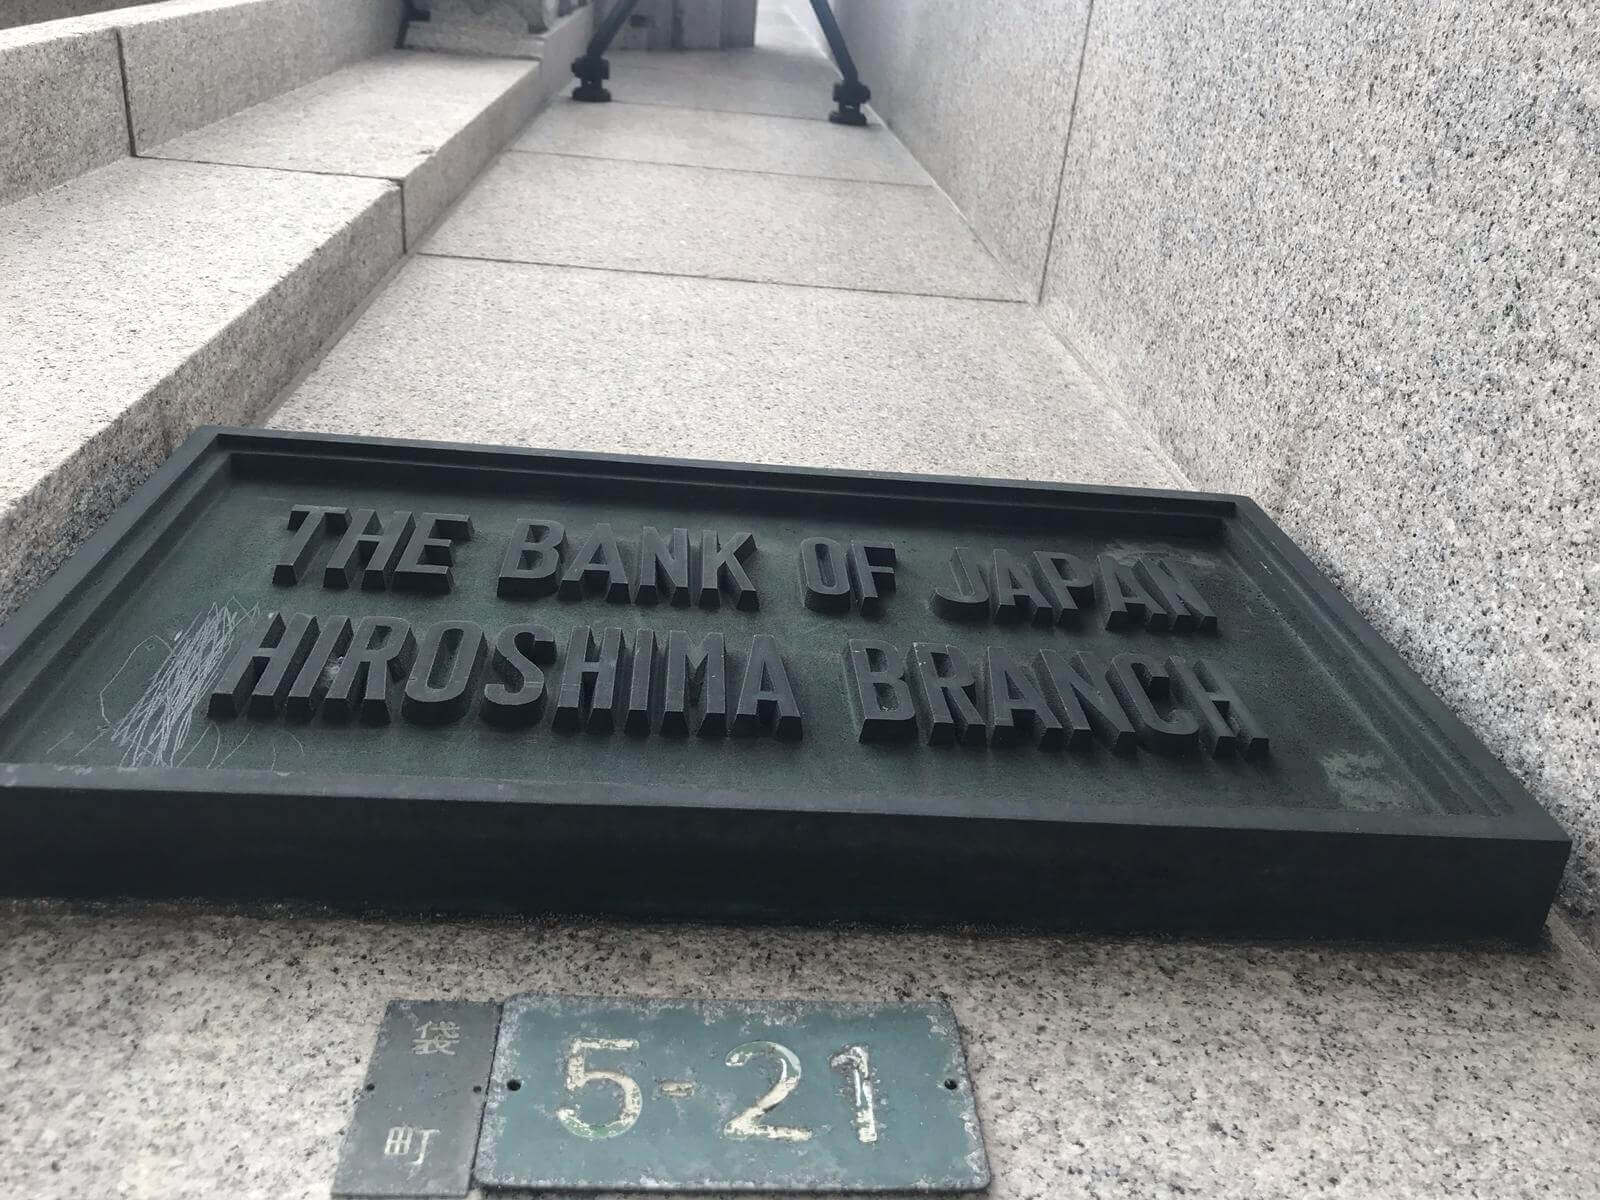 THE BANK OF JAPAN
HIROSHIMA BRANCH
袋町
5-21